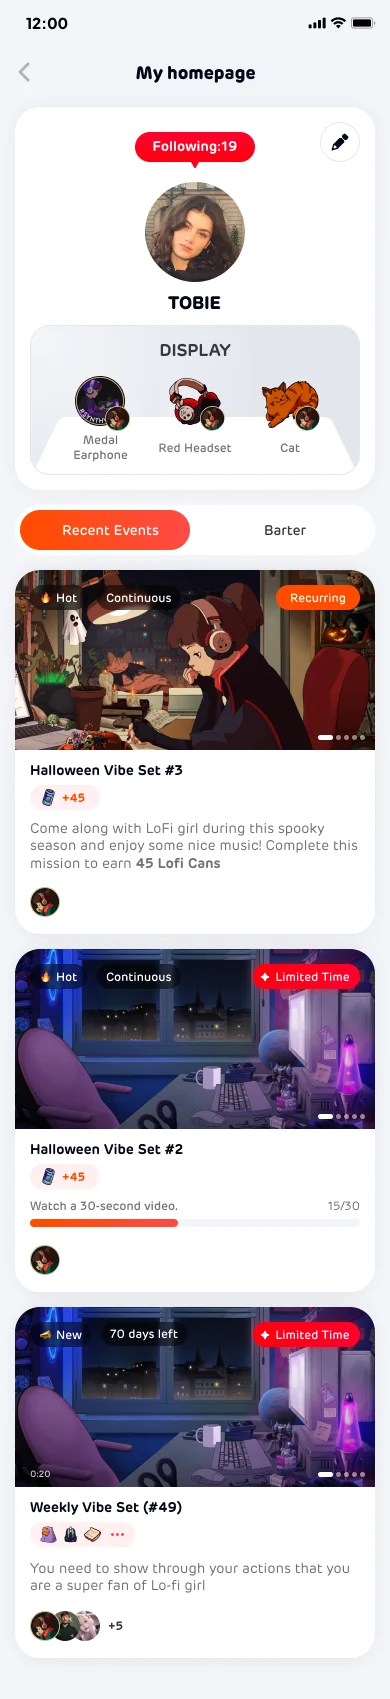 12:00
My homepage
Following:19
TOBIE
DISPLAY
Medal
Earphone
Red Headset
Cat
Recent Events
Barter
Hot
Continuous
Recurring
Halloween Vibe Set #3
+45
Come along with LoFi girl during this spooky
season and enjoy some nice music! Complete this
mission to earn 45 Lofi Cans
Hot
Continuous
Limited Time
Halloween Vibe Set #2
+45
Watch a 30-second video.
15/30
New
70 days left
Limited Time
0:20
Weekly Vibe Set (#49)
You need to show through your actions that you
are a super fan of Lo-fi girl
+5